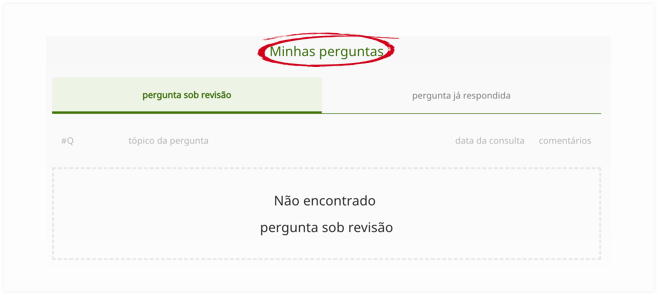 Minhas perguntas
pergunta sob revisão
pergunta já respondida
#Q
tópico da pergunta
data da consulta
comentários
Não encontrado
pergunta sob revisão